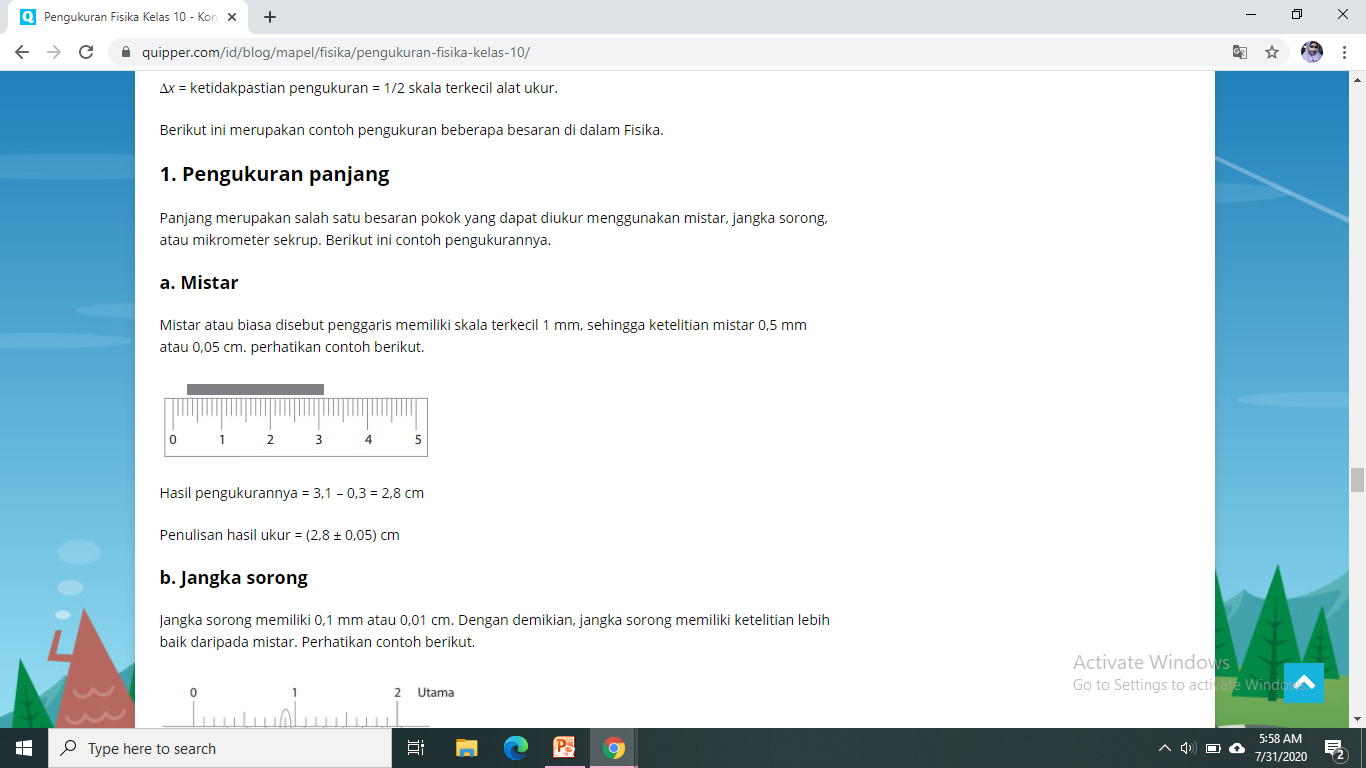 Pengukuran Fisika Kelas 10 - Kon
quipper.com/id/blog/mapel/fisika/pengukuran-fisika-kelas-10/
Δx = ketidakpastian pengukuran = 1/2 skala terkecil alat ukur.
Berikut ini merupakan contoh pengukuran beberapa besaran di dalam Fisika.
1. Pengukuran panjang
Panjang merupakan salah satu besaran pokok yang dapat diukur menggunakan mistar, jangka sorong,
atau mikrometer sekrup. Berikut ini contoh pengukurannya.
a. Mistar
Mistar atau biasa disebut penggaris memiliki skala terkecil 1 mm, sehingga ketelitian mistar 0,5 mm
atau 0,05 cm. perhatikan contoh berikut.
0 1 2 3 4 5
Hasil pengukurannya = 3,1 – 0,3 = 2,8 cm
Penulisan hasil ukur = (2,8 ± 0,05) cm
b. Jangka sorong
Jangka sorong memiliki 0,1 mm atau 0,01 cm. Dengan demikian, jangka sorong memiliki ketelitian lebih
baik daripada mistar. Perhatikan contoh berikut.
0 1 2 Utama
Activate Windows
Go to Settings to activate Windows.
Type here to search
5:58 AM
7/31/2020
2